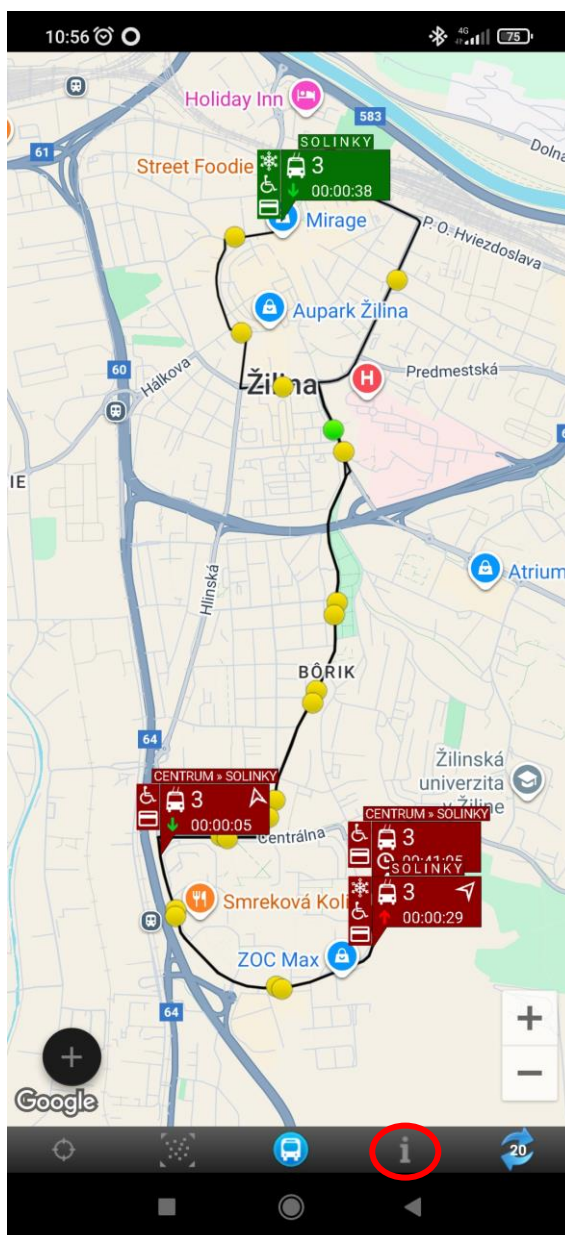 10:56
4G
75
Holiday Inn
583
61
Dolná
SOLINKY
Street Foodie
3
00:00:38
Mirage
P. O. Hviezdoslava
Aupark Žilina
60
Hálkova
Žilina
H
Predmestská
IE
Hlinská
Atrium
BÔRIK
64
Žilinská
univerzita
v Žiline
CENTRUM » SOLINKY
3
00:00:05
CENTRUM » SOLINKY
3
00:41:05
Centrálna
SOLINKY
3
00:00:29
Smreková Koli
ZOC Max
64
+
+
−
Google
i
20